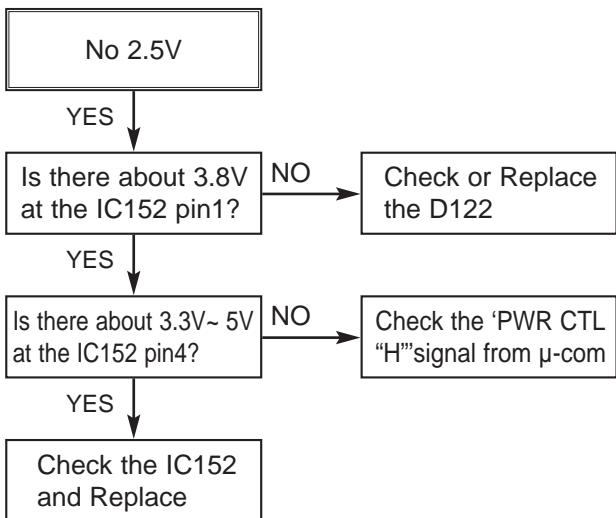 No 2.5V
YES
Is there about 3.8V
at the IC152 pin1?
NO
Check or Replace
the D122
YES
Is there about 3.3V~ 5V
at the IC152 pin4?
NO
Check the ‘PWR CTL
“H”’signal from µ-com
YES
Check the IC152
and Replace